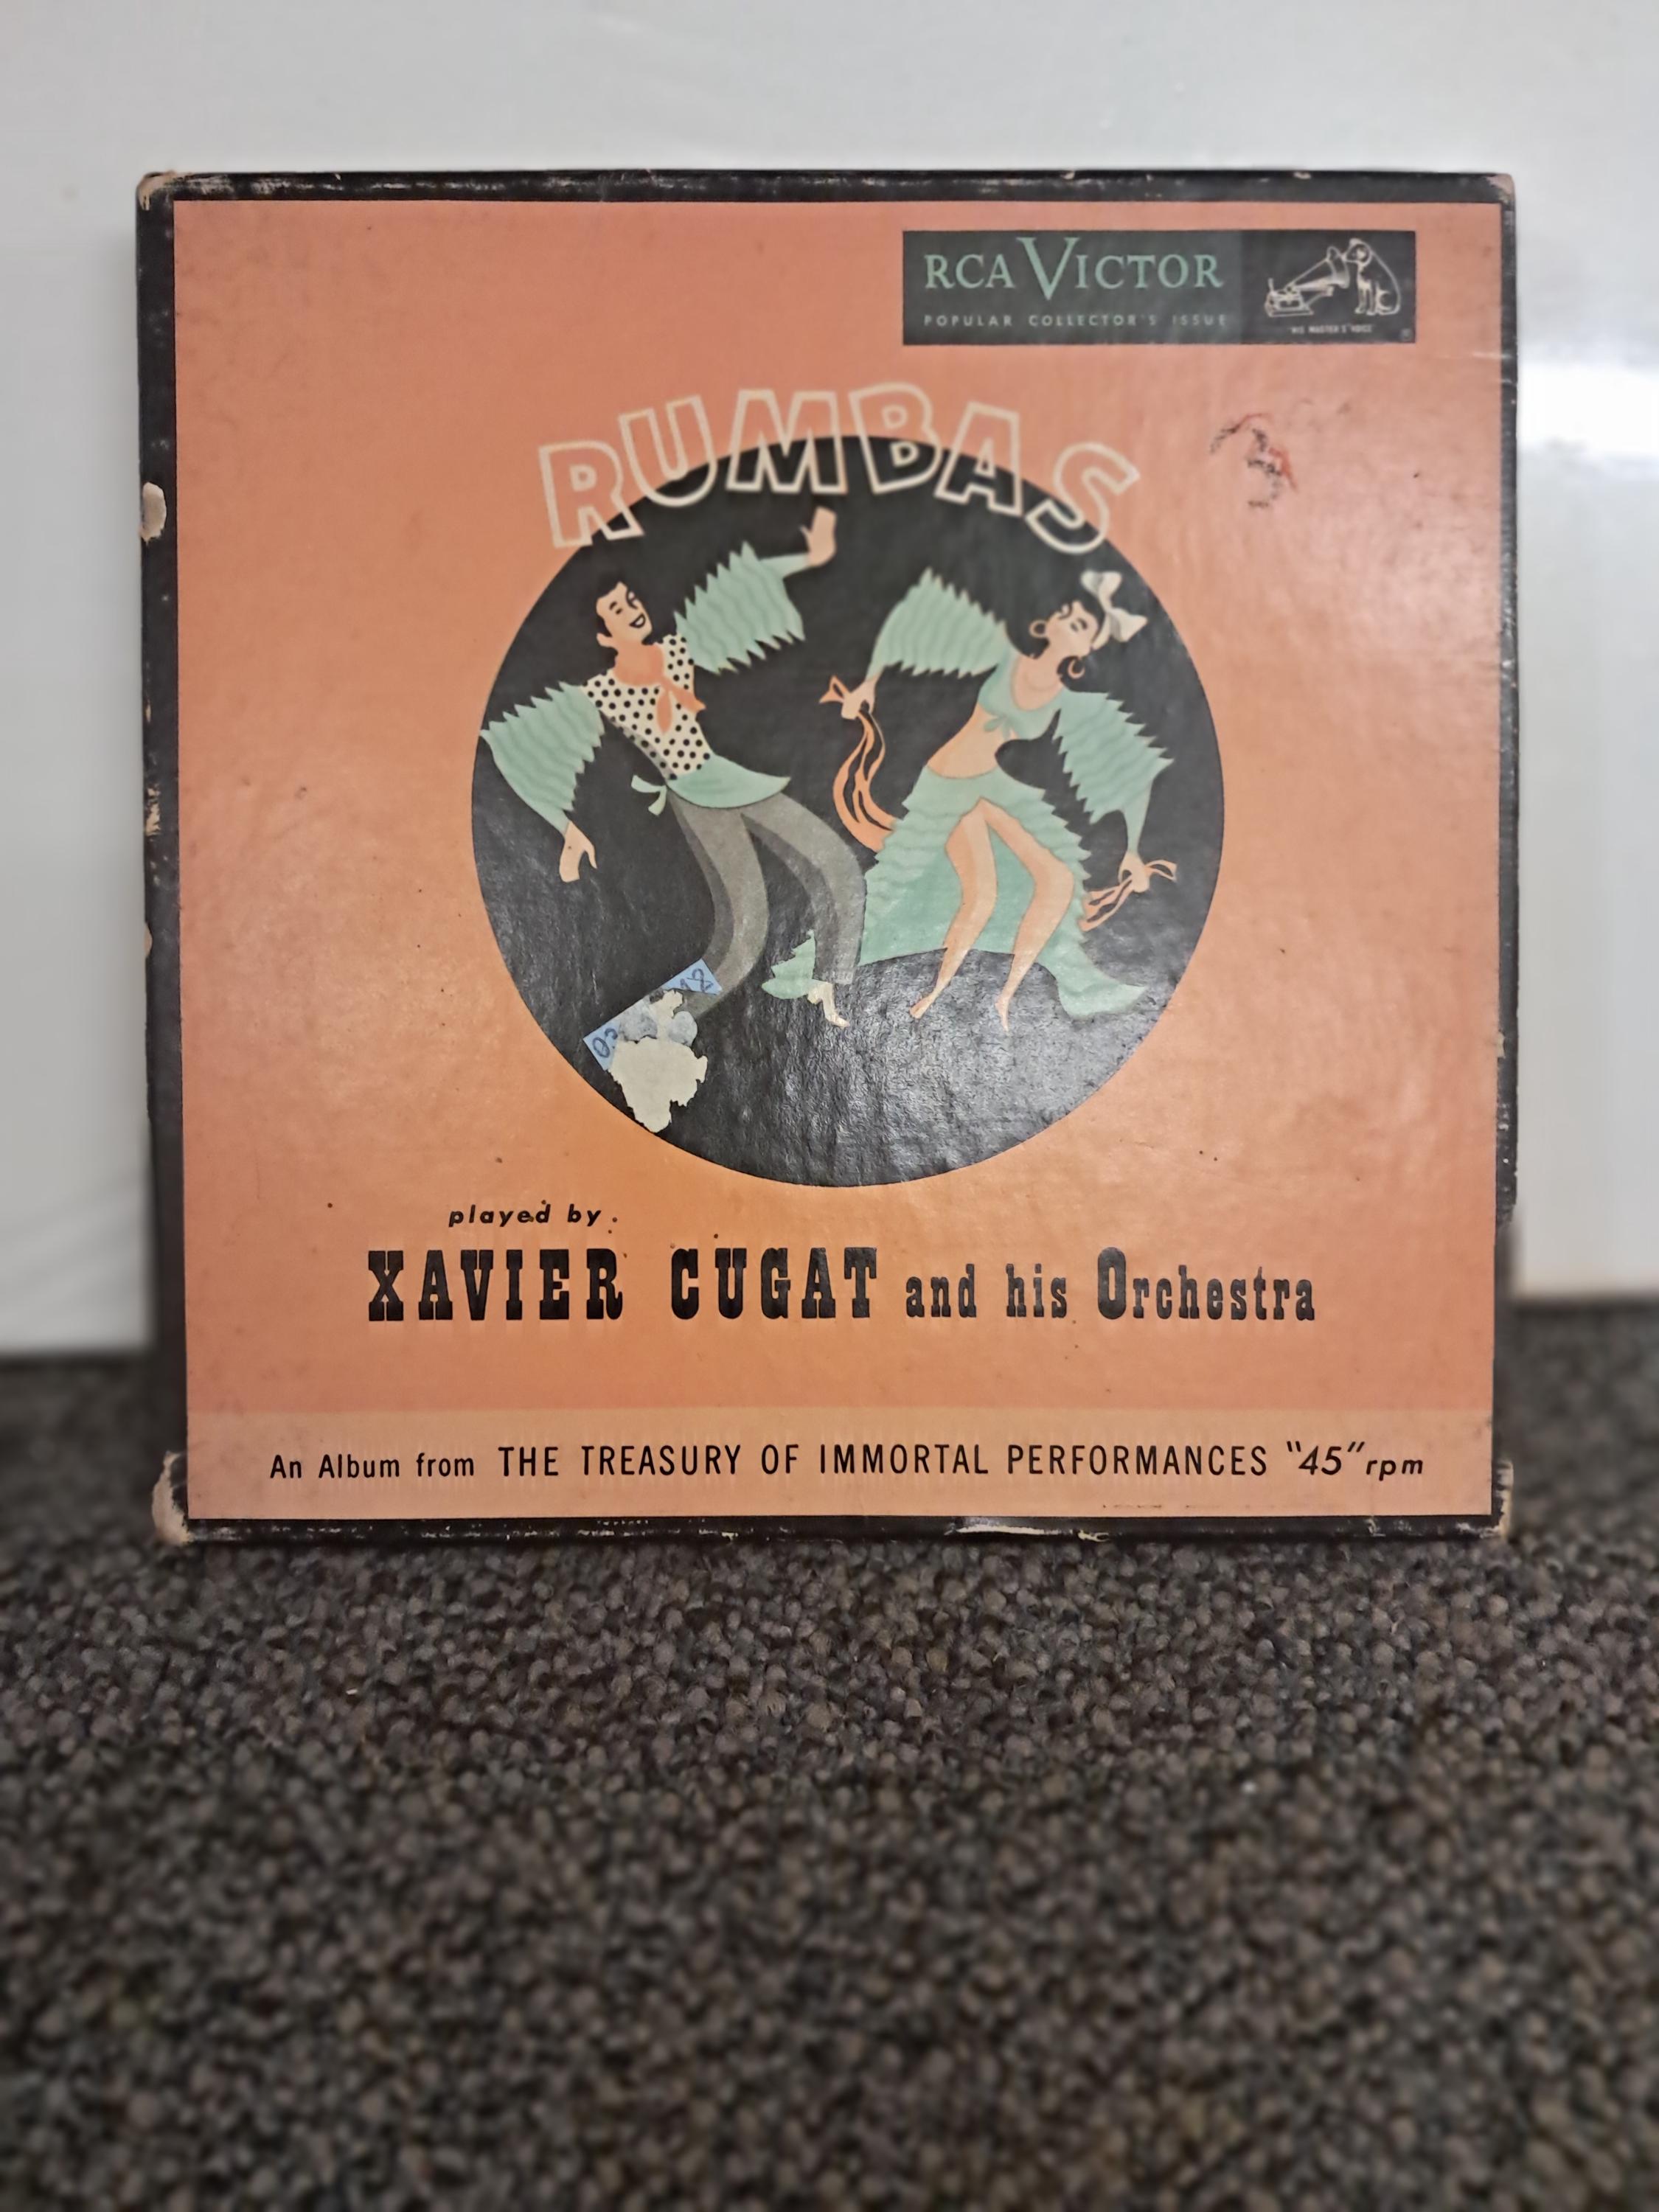 RCA VICTOR
POPULAR COLLECTOR'S ISSUE
"HIS MASTER'S VOICE"
RUMBAS
played by
XAVIER CUGAT and his Orchestra
An Album from THE TREASURY OF IMMORTAL PERFORMANCES "45" rpm